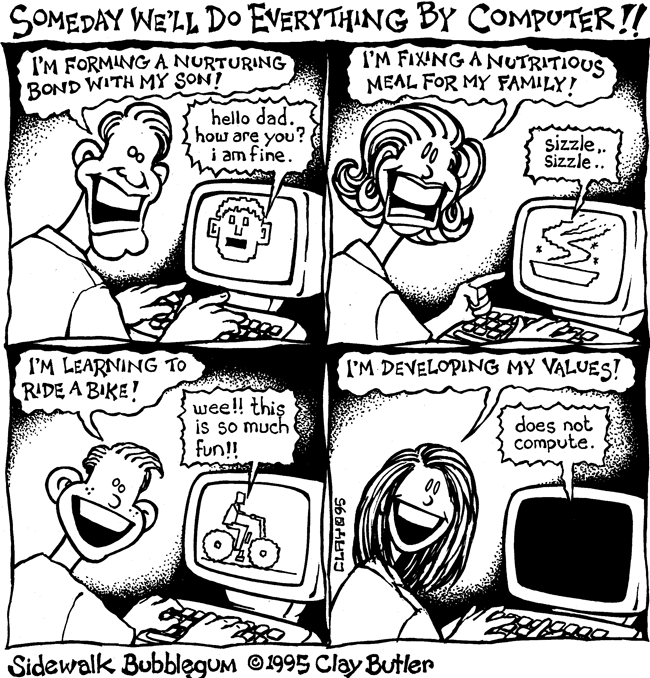 SOMEDAY WE'LL DO EVERYTHING BY COMPUTER!!
I'M FORMING A NURTURING
BOND WITH MY SON!
hello dad.
how are you?
i am fine.
I'M FIXING A NUTRITIOUS
MEAL FOR MY FAMILY!
sizzle..
sizzle..
I'M LEARNING TO
RIDE A BIKE!
wee!! this
is so much
fun!!
I'M DEVELOPING MY VALUES!
does not
compute.
CLAY©95
Sidewalk Bubblegum ©1995 Clay Butler